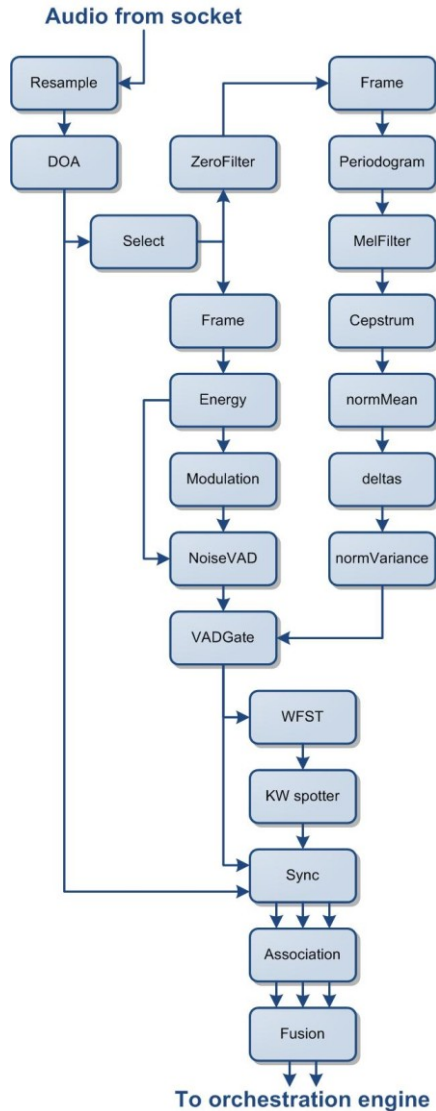 Audio from socket
Resample
Frame
DOA
ZeroFilter
Periodogram
Select
MelFilter
Frame
Cepstrum
Energy
normMean
Modulation
deltas
NoiseVAD
normVariance
VADGate
WFST
KW spotter
Sync
Association
Fusion
To orchestration engine